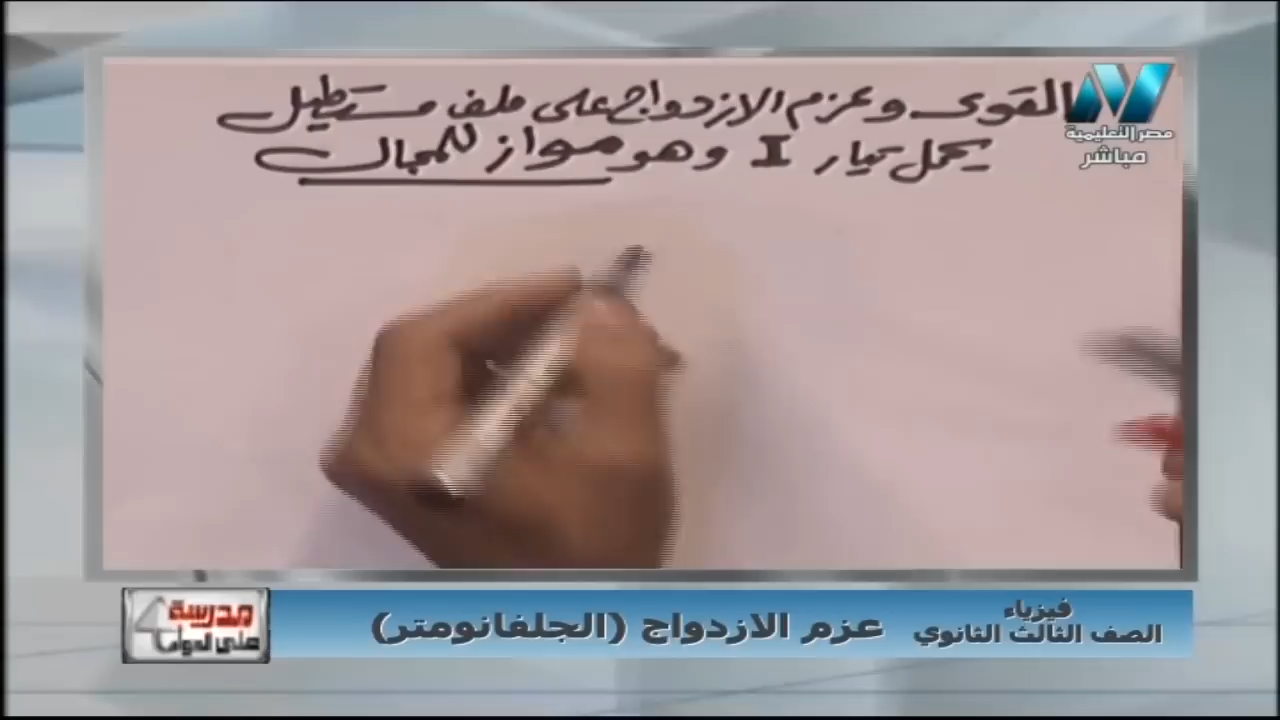 القوى وعزم الازدواج على ملف مستطيل
يحمل تيار I وهو مواز للمجال
مصر التعليمية
مباشر
فيزياء
الصف الثالث الثانوي
عزم الازدواج (الجلفانومتر)
مدرسة
على الهواء
4